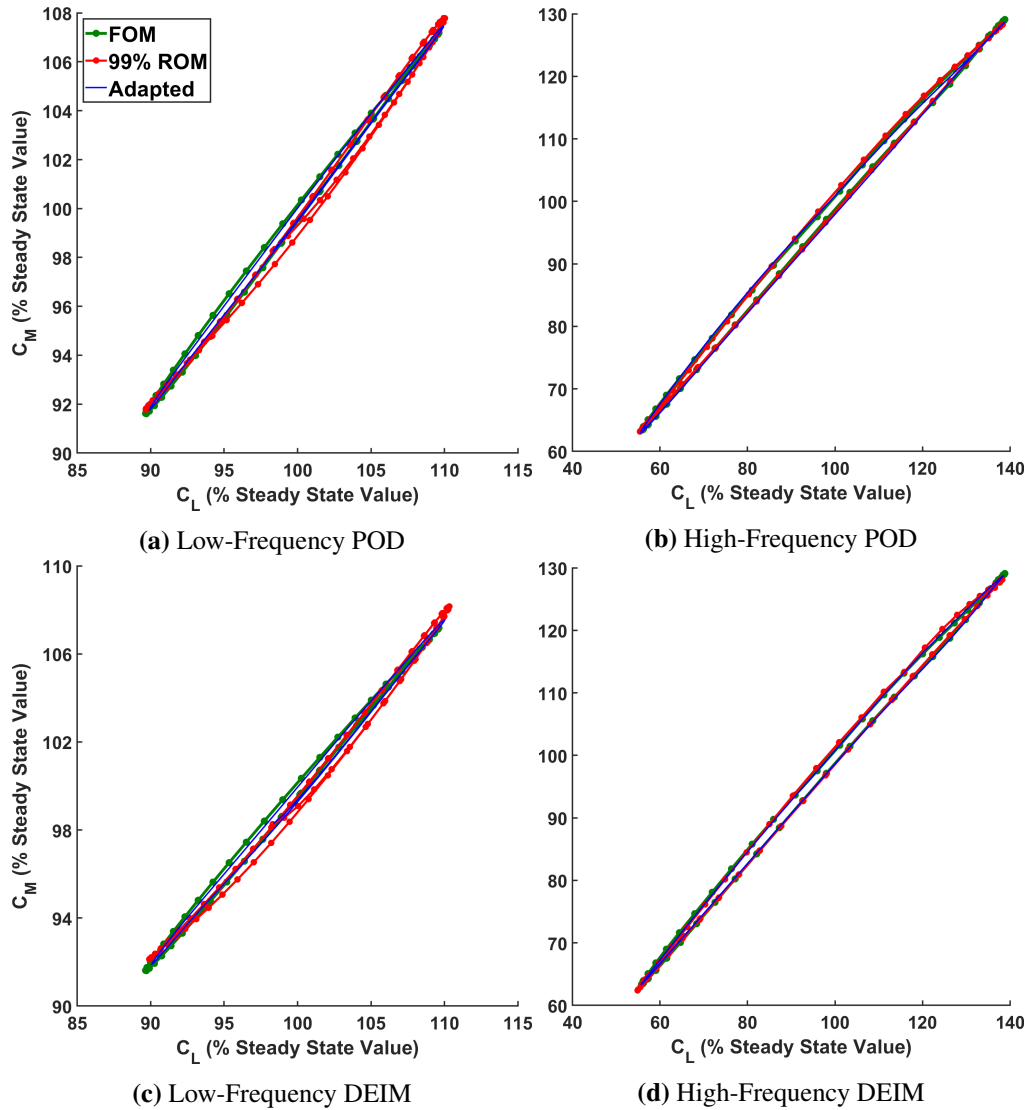 108
106
104
102
100
98
96
94
92
90
C_M (% Steady State Value)
FOM
99% ROM
Adapted
85 90 95 100 105 110 115
C_L (% Steady State Value)
(a) Low-Frequency POD
130
120
110
100
90
80
70
60
40 60 80 100 120 140
C_L (% Steady State Value)
(b) High-Frequency POD
110
106
102
98
94
90
C_M (% Steady State Value)
85 90 95 100 105 110 115
C_L (% Steady State Value)
(c) Low-Frequency DEIM
130
120
110
100
90
80
70
60
40 60 80 100 120 140
C_L (% Steady State Value)
(d) High-Frequency DEIM